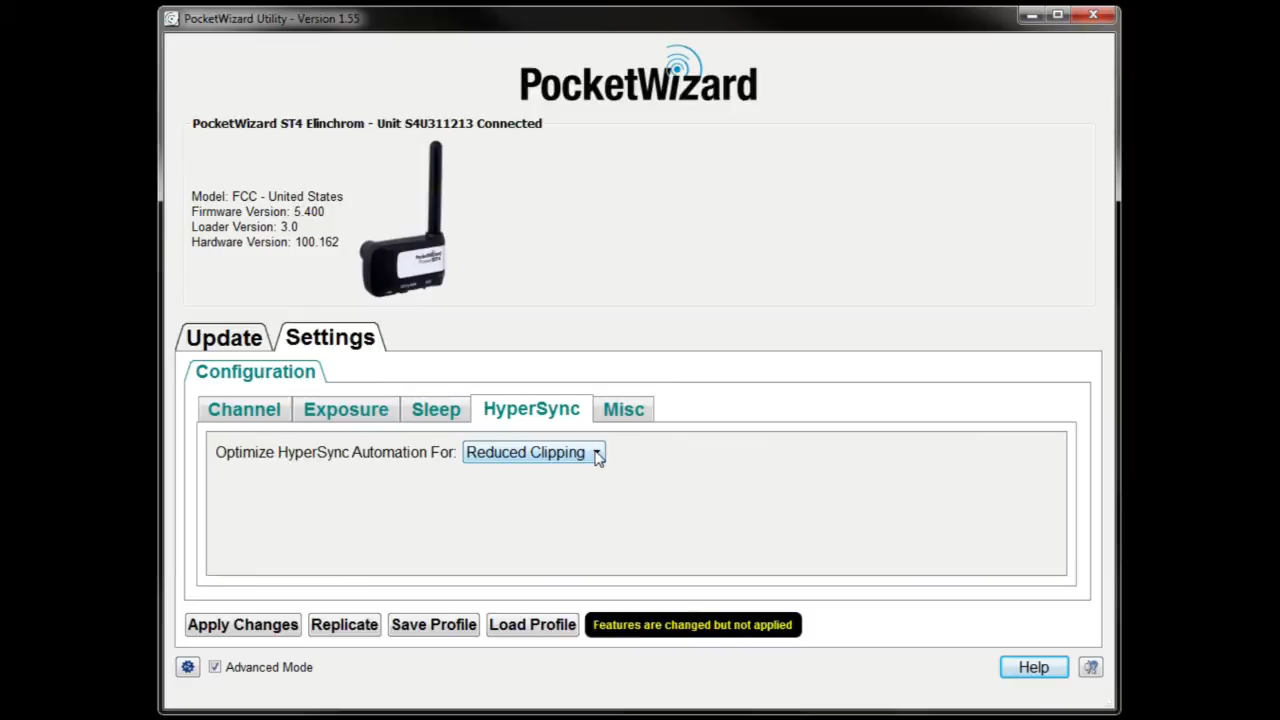 PocketWizard Utility - Version 1.55
PocketWizard
PocketWizard ST4 Elinchrom - Unit S4U311213 Connected
Model: FCC - United States
Firmware Version: 5.400
Loader Version: 3.0
Hardware Version: 100.162
PocketWizard
Update
Settings
Configuration
Channel
Exposure
Sleep
HyperSync
Misc
Optimize HyperSync Automation For: Reduced Clipping
Apply Changes
Replicate
Save Profile
Load Profile
Features are changed but not applied
Advanced Mode
Help